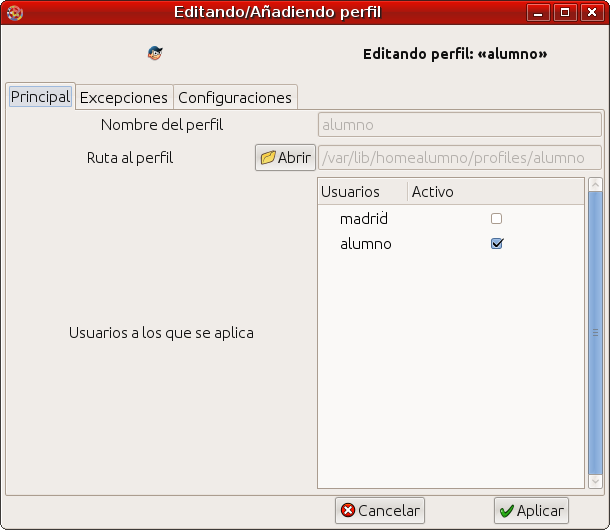 Editando/Añadiendo perfil
Editando perfil: «alumno»
Principal Excepciones Configuraciones
Nombre del perfil alumno
Ruta al perfil Abrir /var/lib/homealumno/profiles/alumno
Usuarios Activo
madrid
alumno
Usuarios a los que se aplica
Cancelar Aplicar